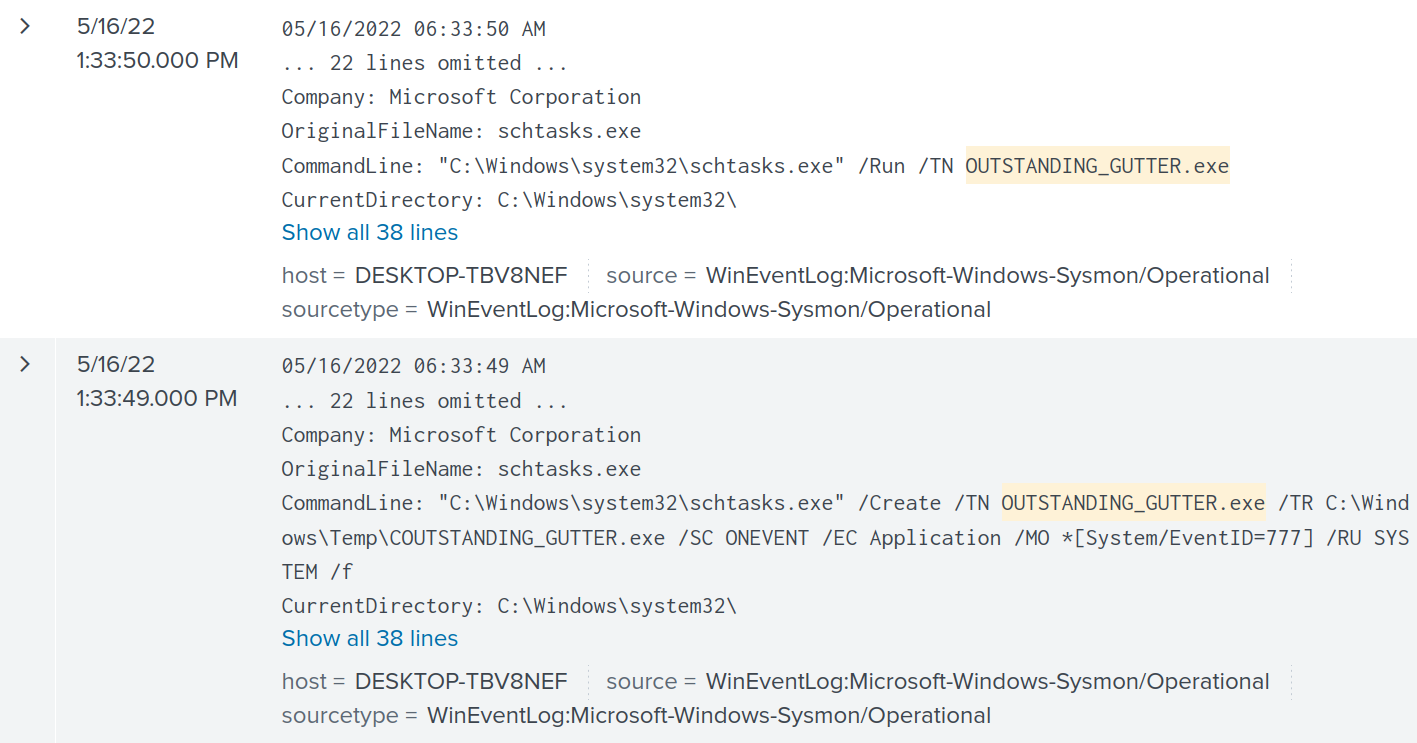 5/16/22
1:33:50.000 PM
05/16/2022 06:33:50 AM
... 22 lines omitted ...
Company: Microsoft Corporation
OriginalFileName: schtasks.exe
CommandLine: "C:\Windows\system32\schtasks.exe" /Run /TN OUTSTANDING_GUTTER.exe
CurrentDirectory: C:\Windows\system32\
Show all 38 lines
host = DESKTOP-TBV8NEF source = WinEventLog:Microsoft-Windows-Sysmon/Operational
sourcetype = WinEventLog:Microsoft-Windows-Sysmon/Operational
5/16/22
1:33:49.000 PM
05/16/2022 06:33:49 AM
... 22 lines omitted ...
Company: Microsoft Corporation
OriginalFileName: schtasks.exe
CommandLine: "C:\Windows\system32\schtasks.exe" /Create /TN OUTSTANDING_GUTTER.exe /TR C:\Wind
ows\Temp\COUTSTANDING_GUTTER.exe /SC ONEVENT /EC Application /MO *[System/EventID=777] /RU SYS
TEM /f
CurrentDirectory: C:\Windows\system32\
Show all 38 lines
host = DESKTOP-TBV8NEF source = WinEventLog:Microsoft-Windows-Sysmon/Operational
sourcetype = WinEventLog:Microsoft-Windows-Sysmon/Operational